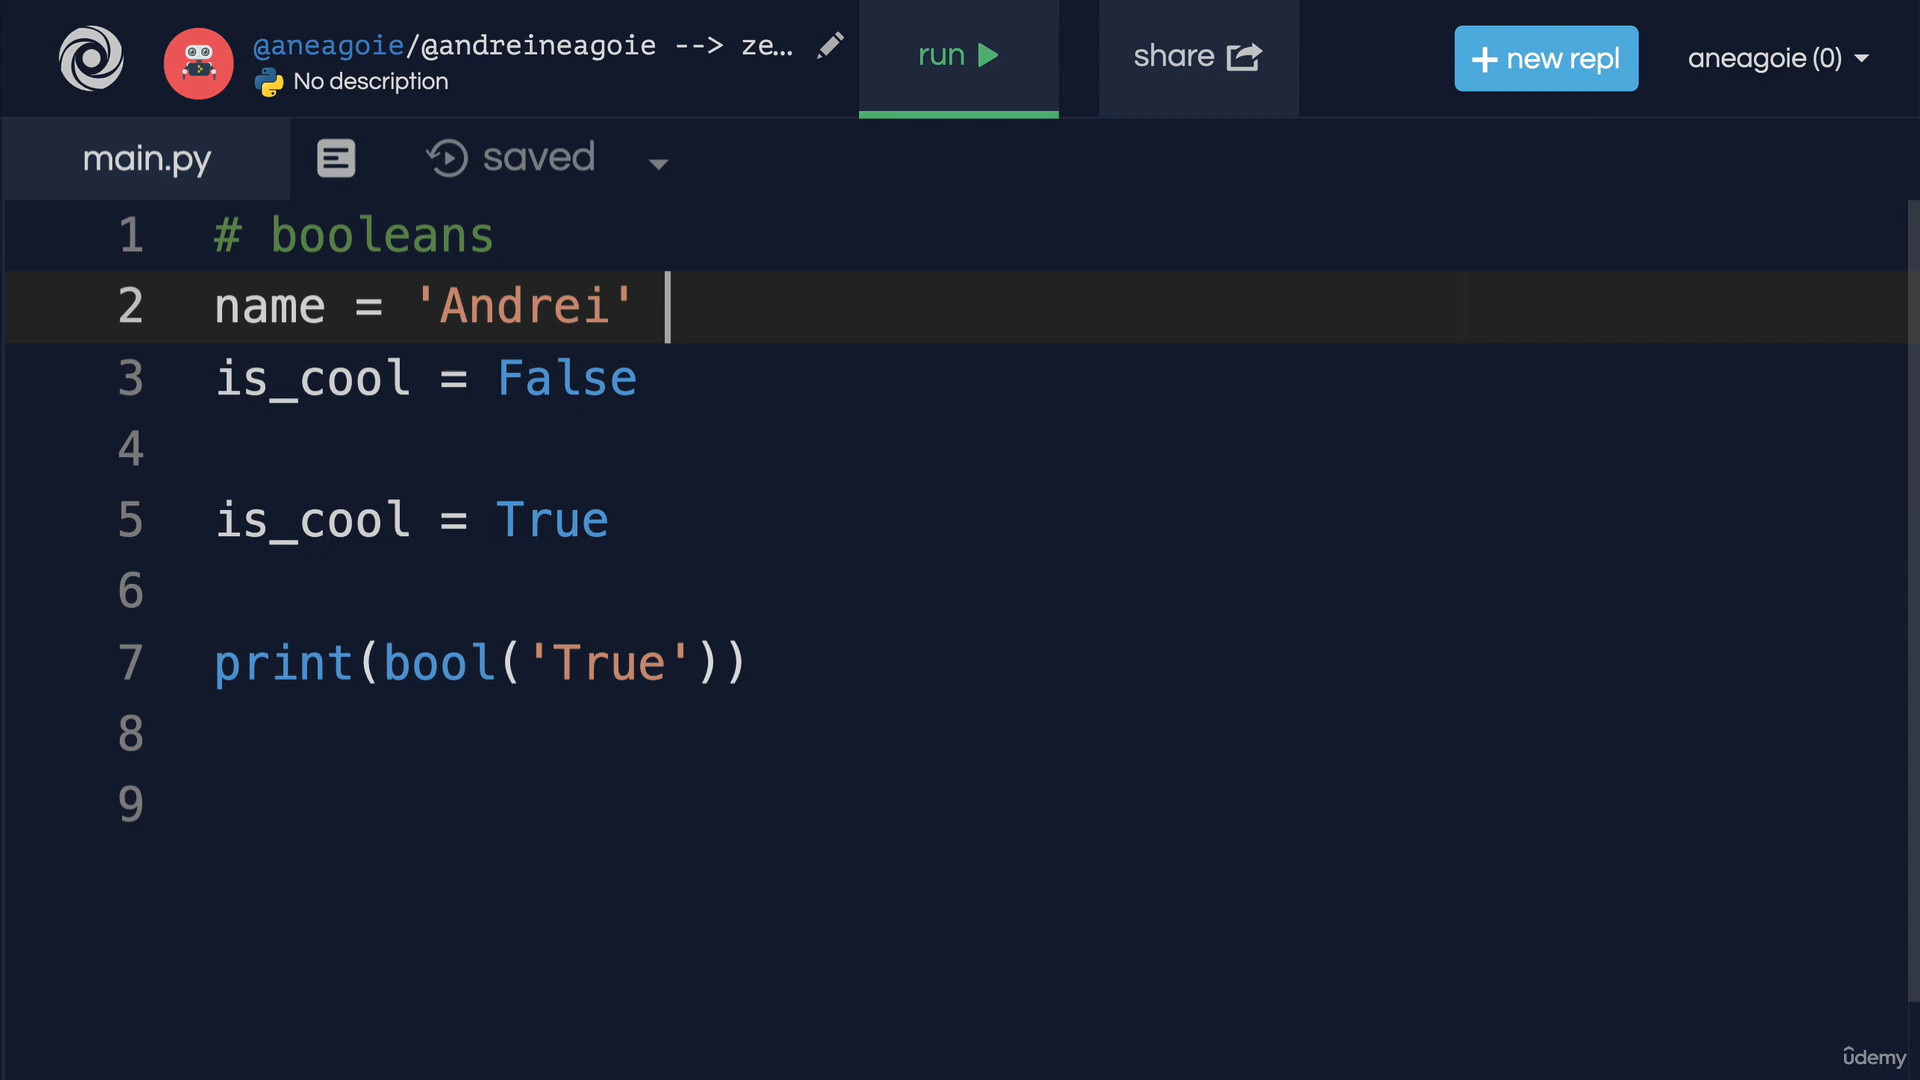 @aneagoie/@andreineagoie --> ze...
No description
run
share
+ new repl
aneagoie (0)
main.py
saved
1 # booleans
2 name = 'Andrei'
3 is_cool = False
4
5 is_cool = True
6
7 print(bool('True'))
8
9
ûdemy